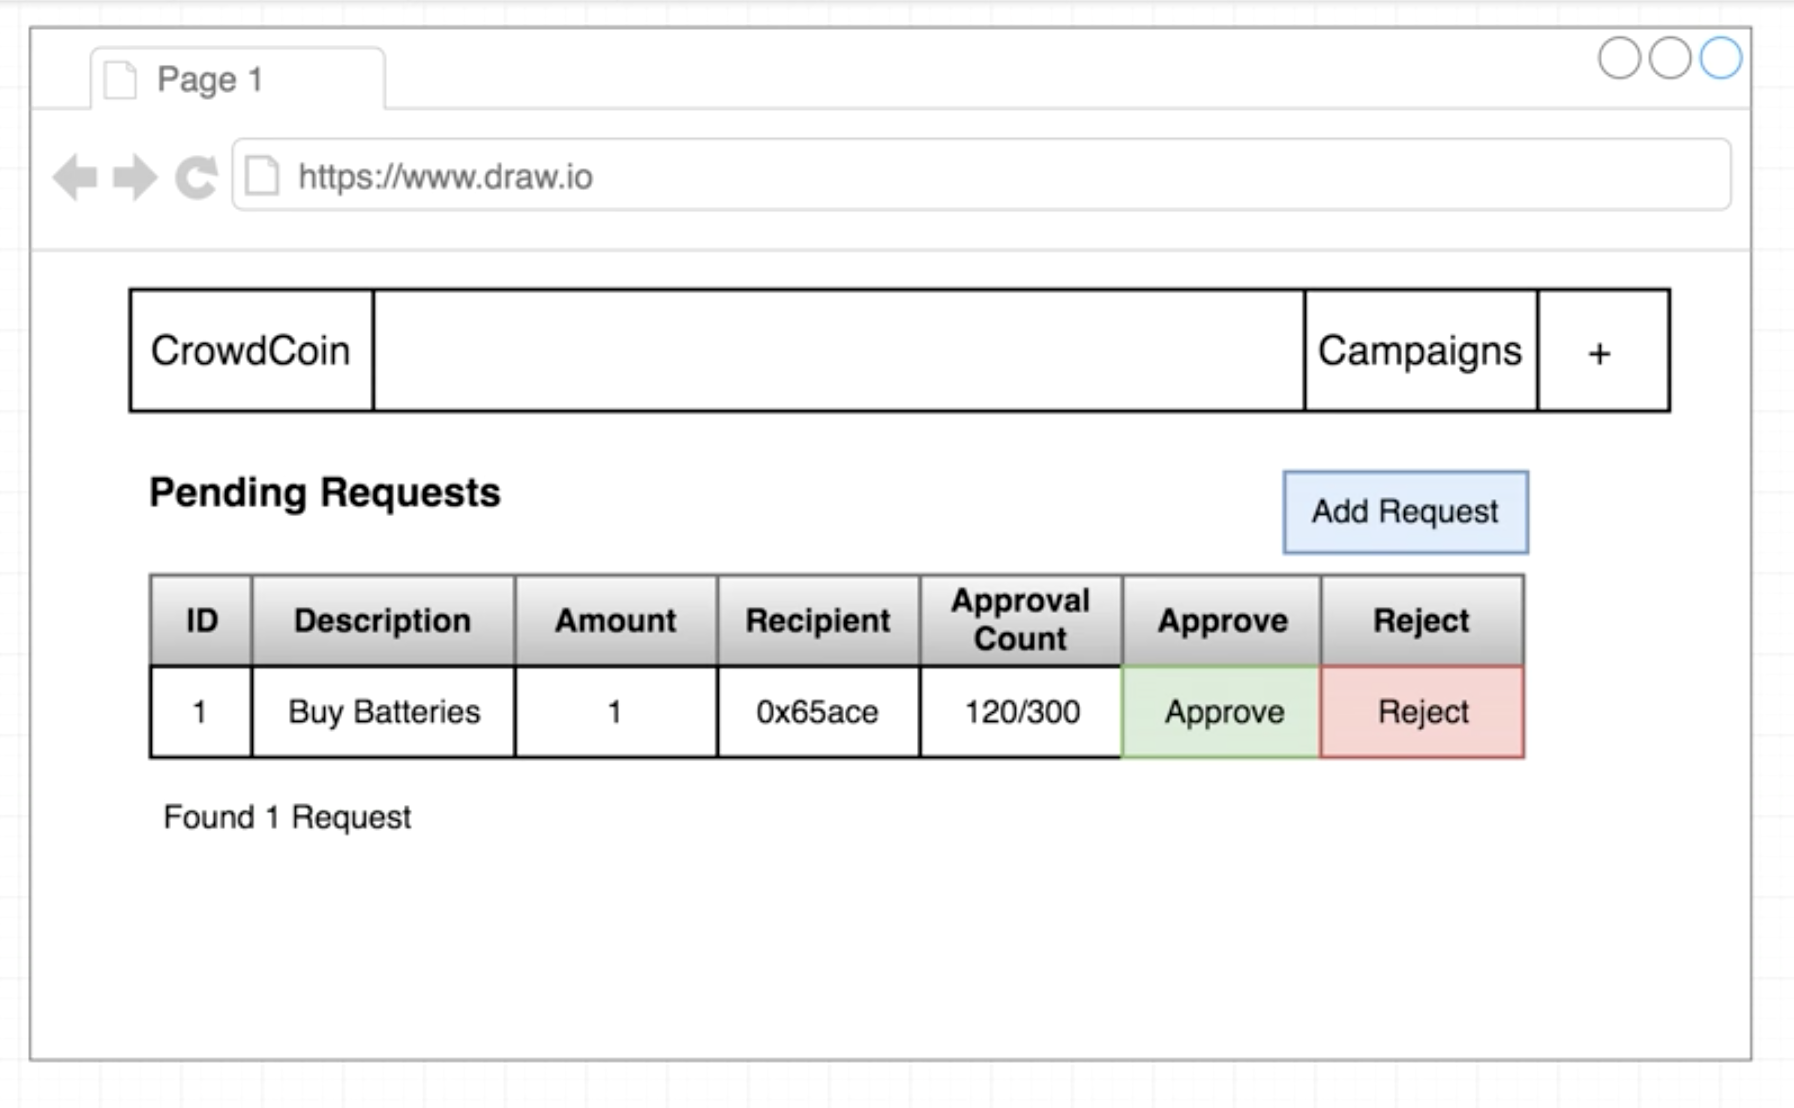 Page 1
https://www.draw.io
CrowdCoin Campaigns +
Pending Requests
Add Request
ID Description Amount Recipient Approval Count Approve Reject
1 Buy Batteries 1 0x65ace 120/300 Approve Reject
Found 1 Request